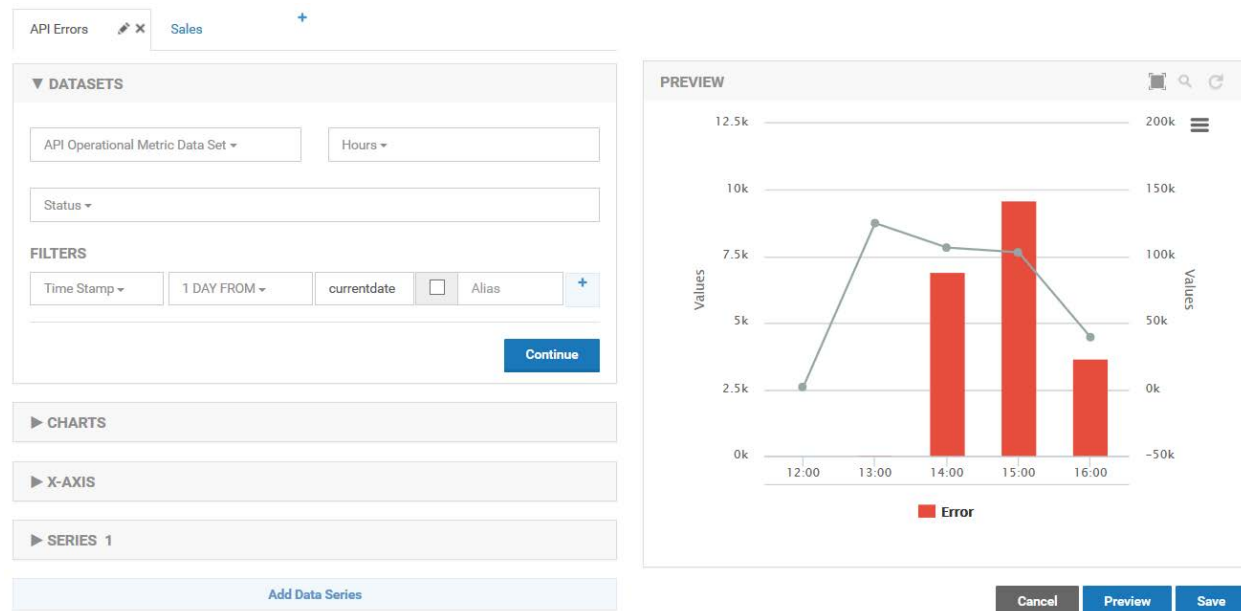 API Errors
Sales
+
DATASETS
API Operational Metric Data Set
Hours
Status
FILTERS
Time Stamp
1 DAY FROM
currentdate
Alias
+
Continue
CHARTS
X-AXIS
SERIES 1
Add Data Series
PREVIEW
12.5k
10k
7.5k
5k
2.5k
0k
Values
200k
150k
100k
50k
0k
-50k
Values
12:00 13:00 14:00 15:00 16:00
Error
Cancel Preview Save